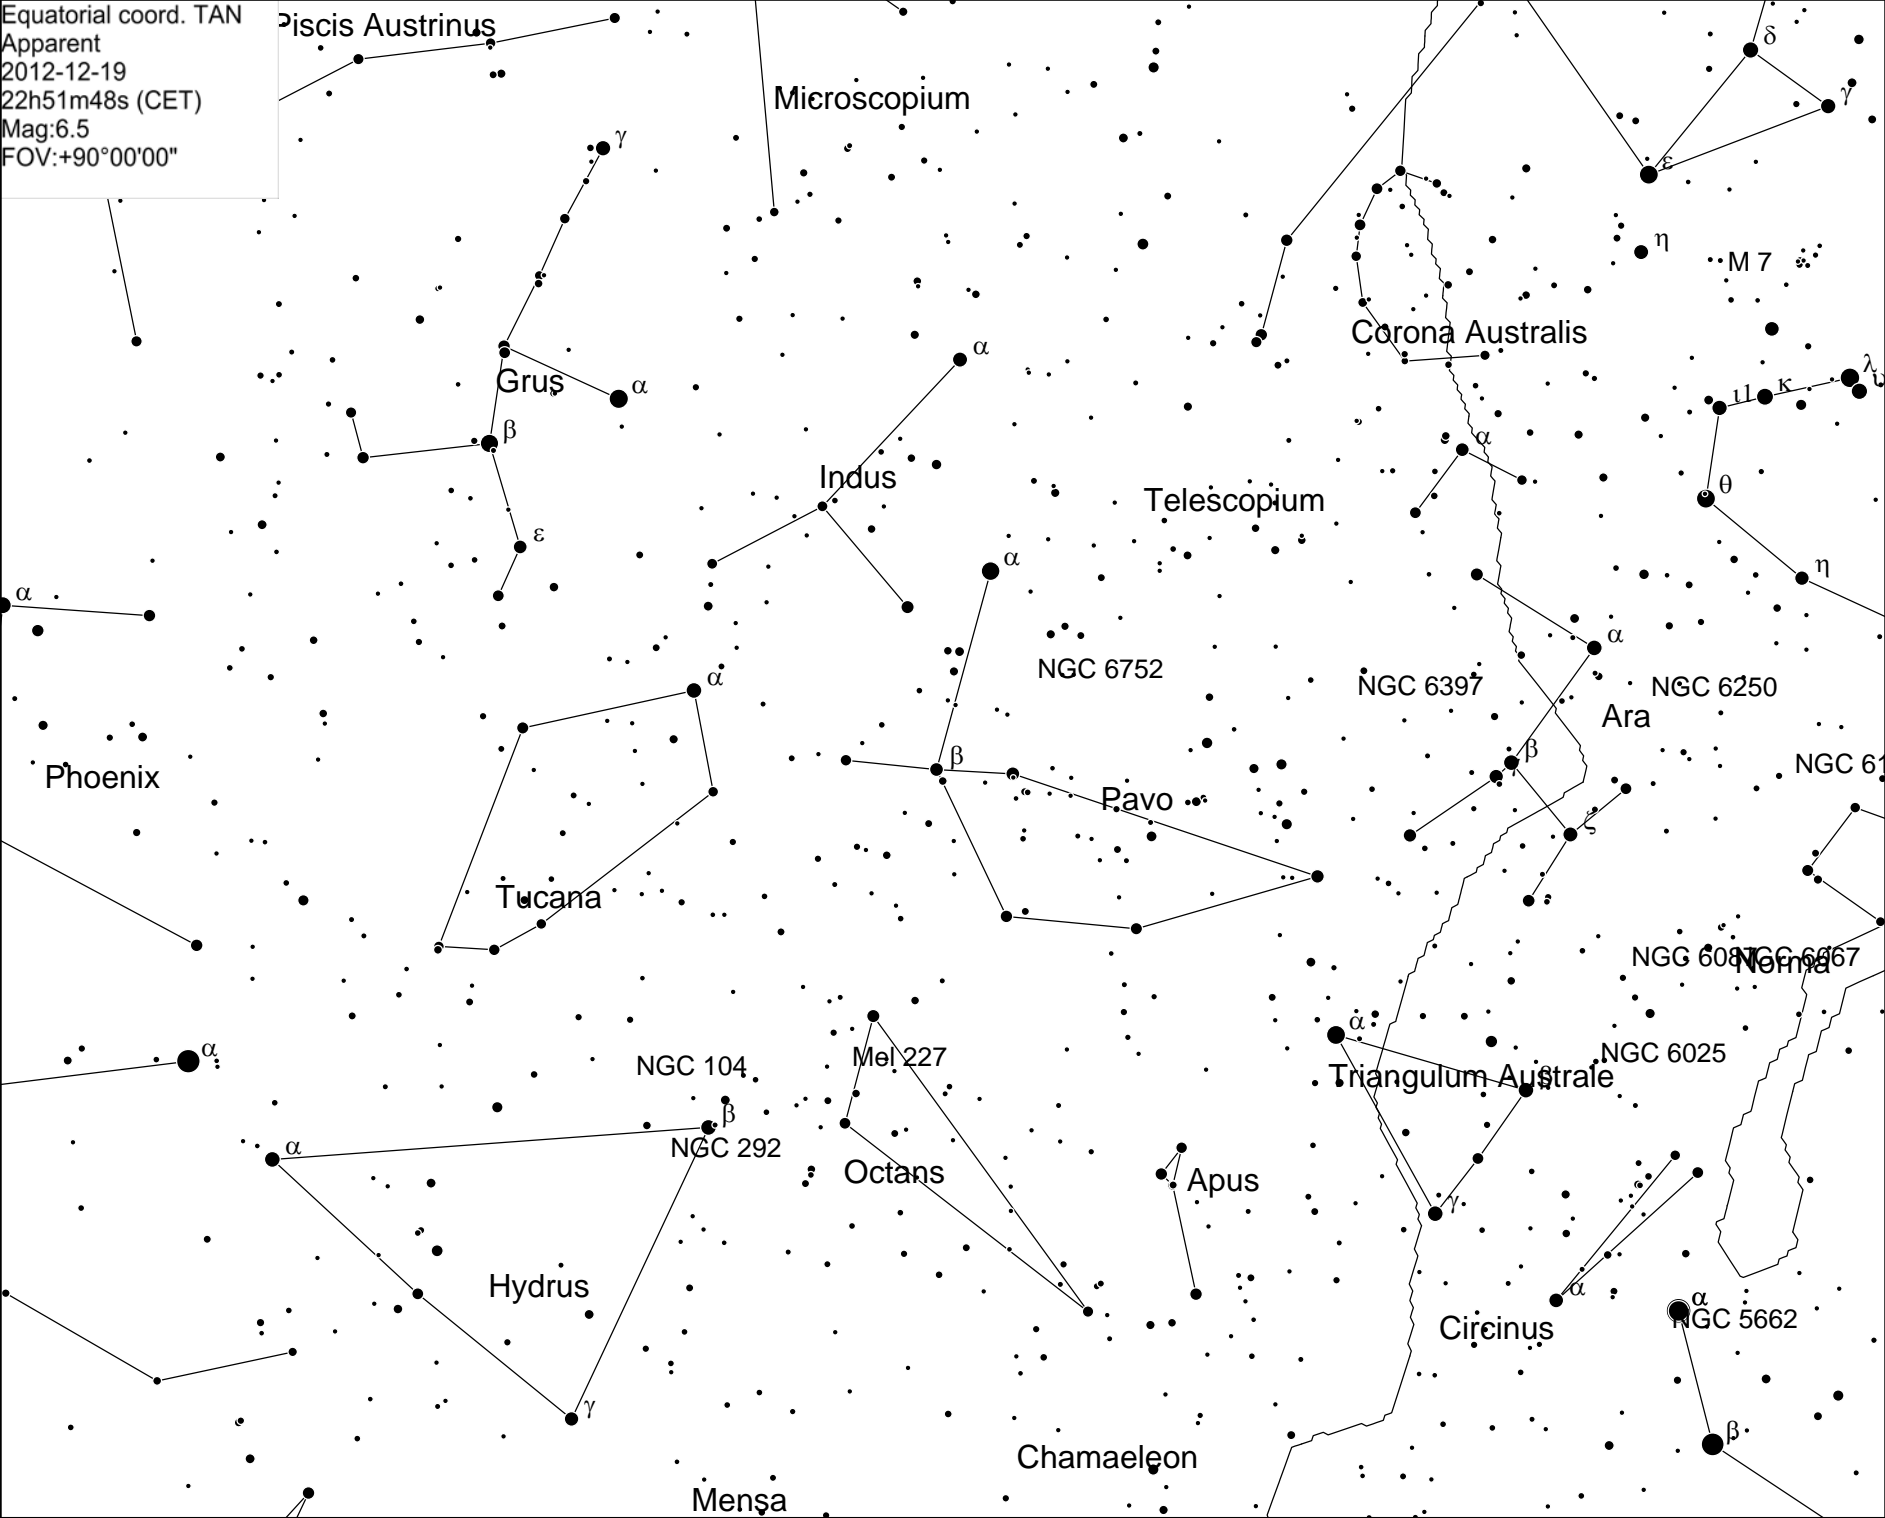 Equatorial coord. TAN
Apparent
2012-12-19
22h51m48s (CET)
Mag:6.5
FOV:+90°00'00"
Piscis Austrinus
δ
Microscopium
γ
γ
ε
η
M 7
Corona Australis
α
λ
Grus
α
ι1
κ
β
α
Indus
θ
Telescopium
ε
α
η
α
α
NGC 6752
NGC 6397
α
NGC 6250
Ara
β
β
NGC 61
Phoenix
Pavo
ζ
Tucana
NGC 6087
NGC 6067
Norma
α
α
Mel 227
NGC 104
NGC 6025
Triangulum Australe
β
β
α
NGC 292
Octans
Apus
γ
Hydrus
α
α
Circinus
NGC 5662
γ
β
Chamaeleon
Mensa